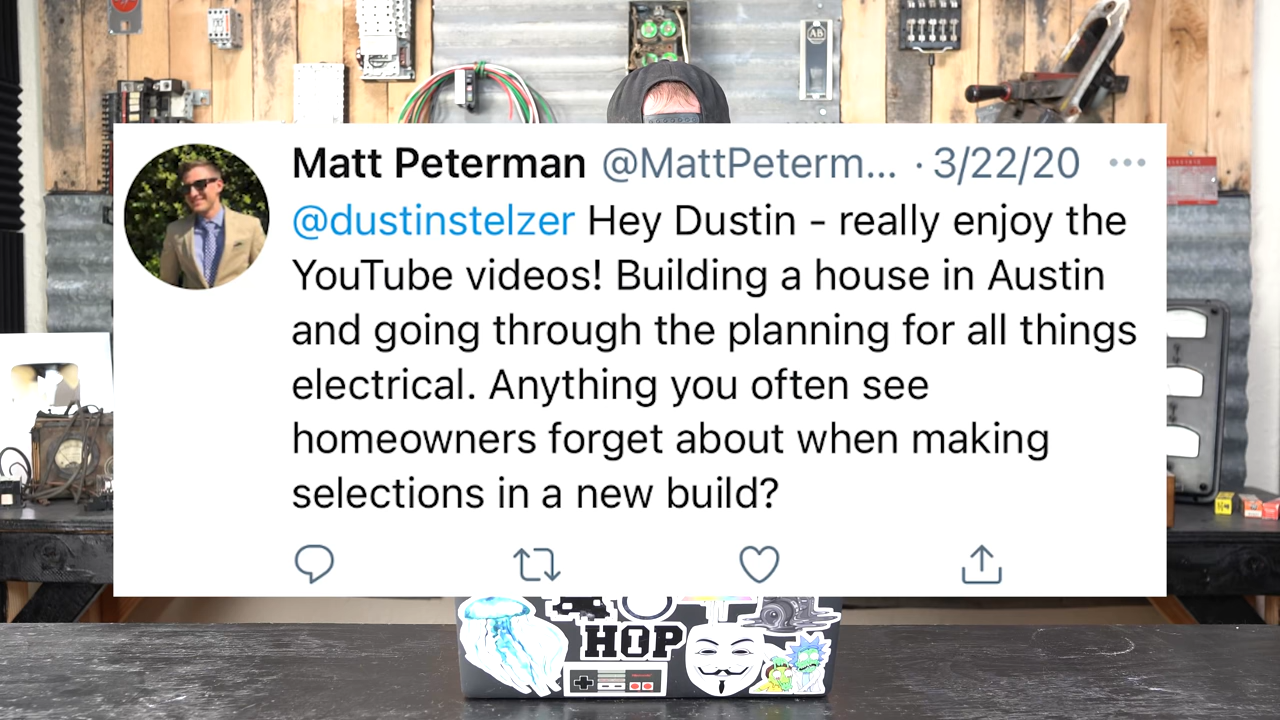 AB
Matt Peterman @MattPeterm... · 3/22/20
@dustinstelzer Hey Dustin - really enjoy the
YouTube videos! Building a house in Austin
and going through the planning for all things
electrical. Anything you often see
homeowners forget about when making
selections in a new build?
HOP